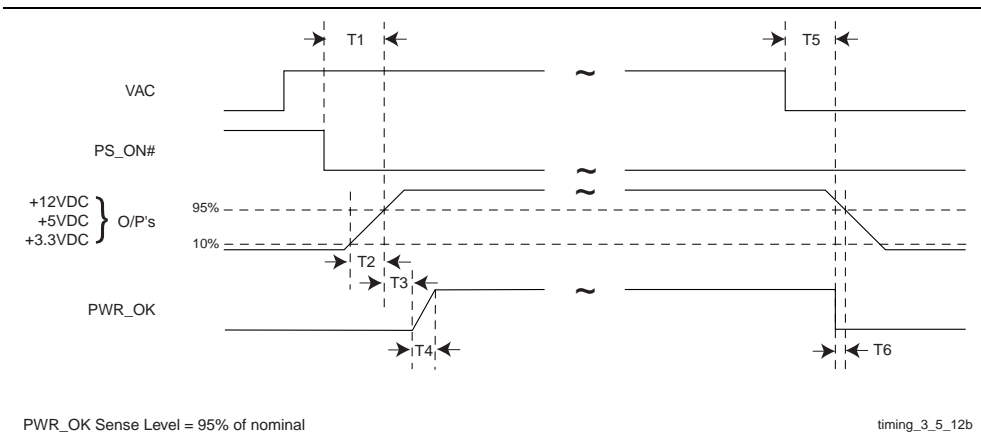 T1
T5
VAC
~
PS_ON#
~
~
+12VDC
+5VDC } O/P's
+3.3VDC
95%
10%
T2
T3
PWR_OK
~
T4
T6
PWR_OK Sense Level = 95% of nominal
timing_3_5_12b